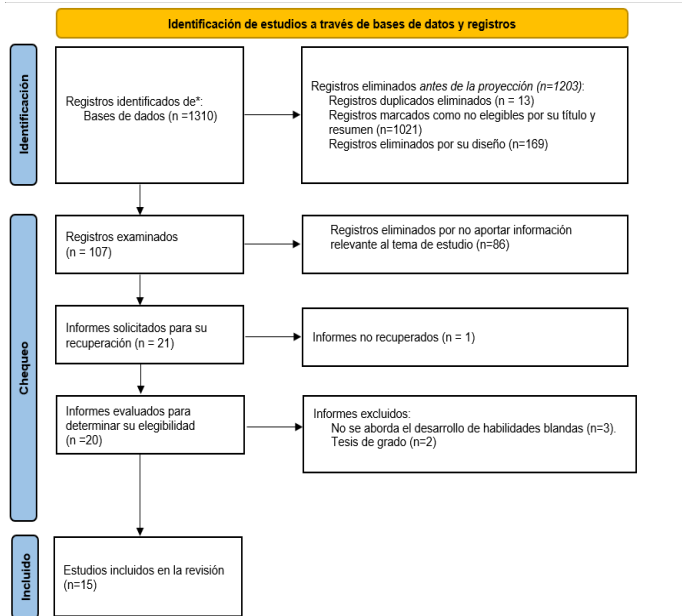 Identificación de estudios a través de bases de datos y registros
Identificación
Registros identificados de*:
Bases de dados (n =1310)
Registros eliminados antes de la proyección (n=1203):
Registros duplicados eliminados (n = 13)
Registros marcados como no elegibles por su título y
resumen (n=1021)
Registros eliminados por su diseño (n=169)
Chequeo
Registros examinados
(n = 107)
Registros eliminados por no aportar información
relevante al tema de estudio (n=86)
Informes solicitados para su
recuperación (n = 21)
Informes no recuperados (n = 1)
Informes evaluados para
determinar su elegibilidad
(n =20)
Informes excluidos:
No se aborda el desarrollo de habilidades blandas (n=3).
Tesis de grado (n=2)
Incluido
Estudios incluidos en la revisión
(n=15)